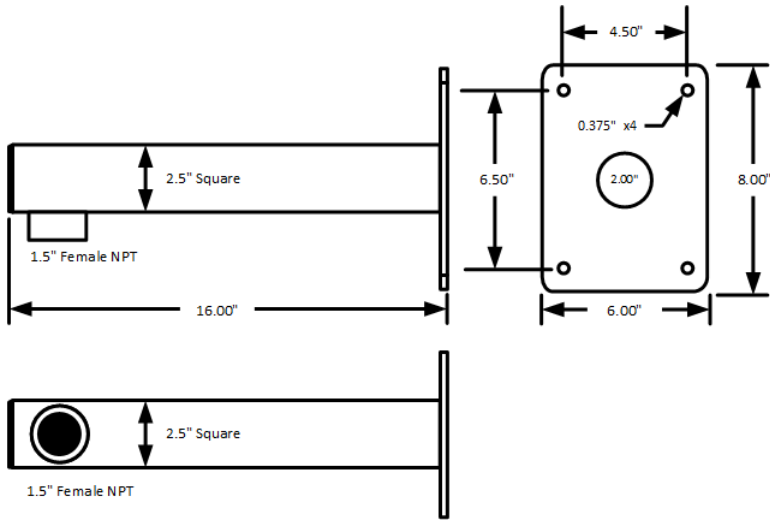 4.50"
0.375" x4
2.5" Square
6.50"
2.00"
8.00"
1.5" Female NPT
16.00"
6.00"
2.5" Square
1.5" Female NPT